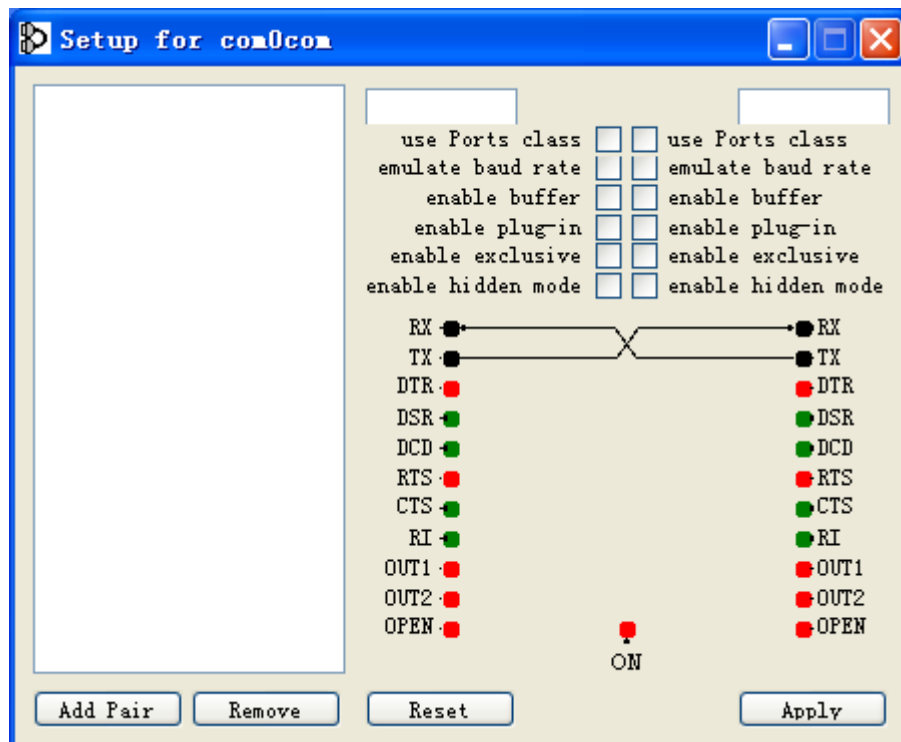 Setup for com0com
use Ports class use Ports class
emulate baud rate emulate baud rate
enable buffer enable buffer
enable plug-in enable plug-in
enable exclusive enable exclusive
enable hidden mode enable hidden mode
RX RX
TX TX
DTR DTR
DSR DSR
DCD DCD
RTS RTS
CTS CTS
RI RI
OUT1 OUT1
OUT2 OUT2
OPEN OPEN
ON
Add Pair Remove Reset Apply